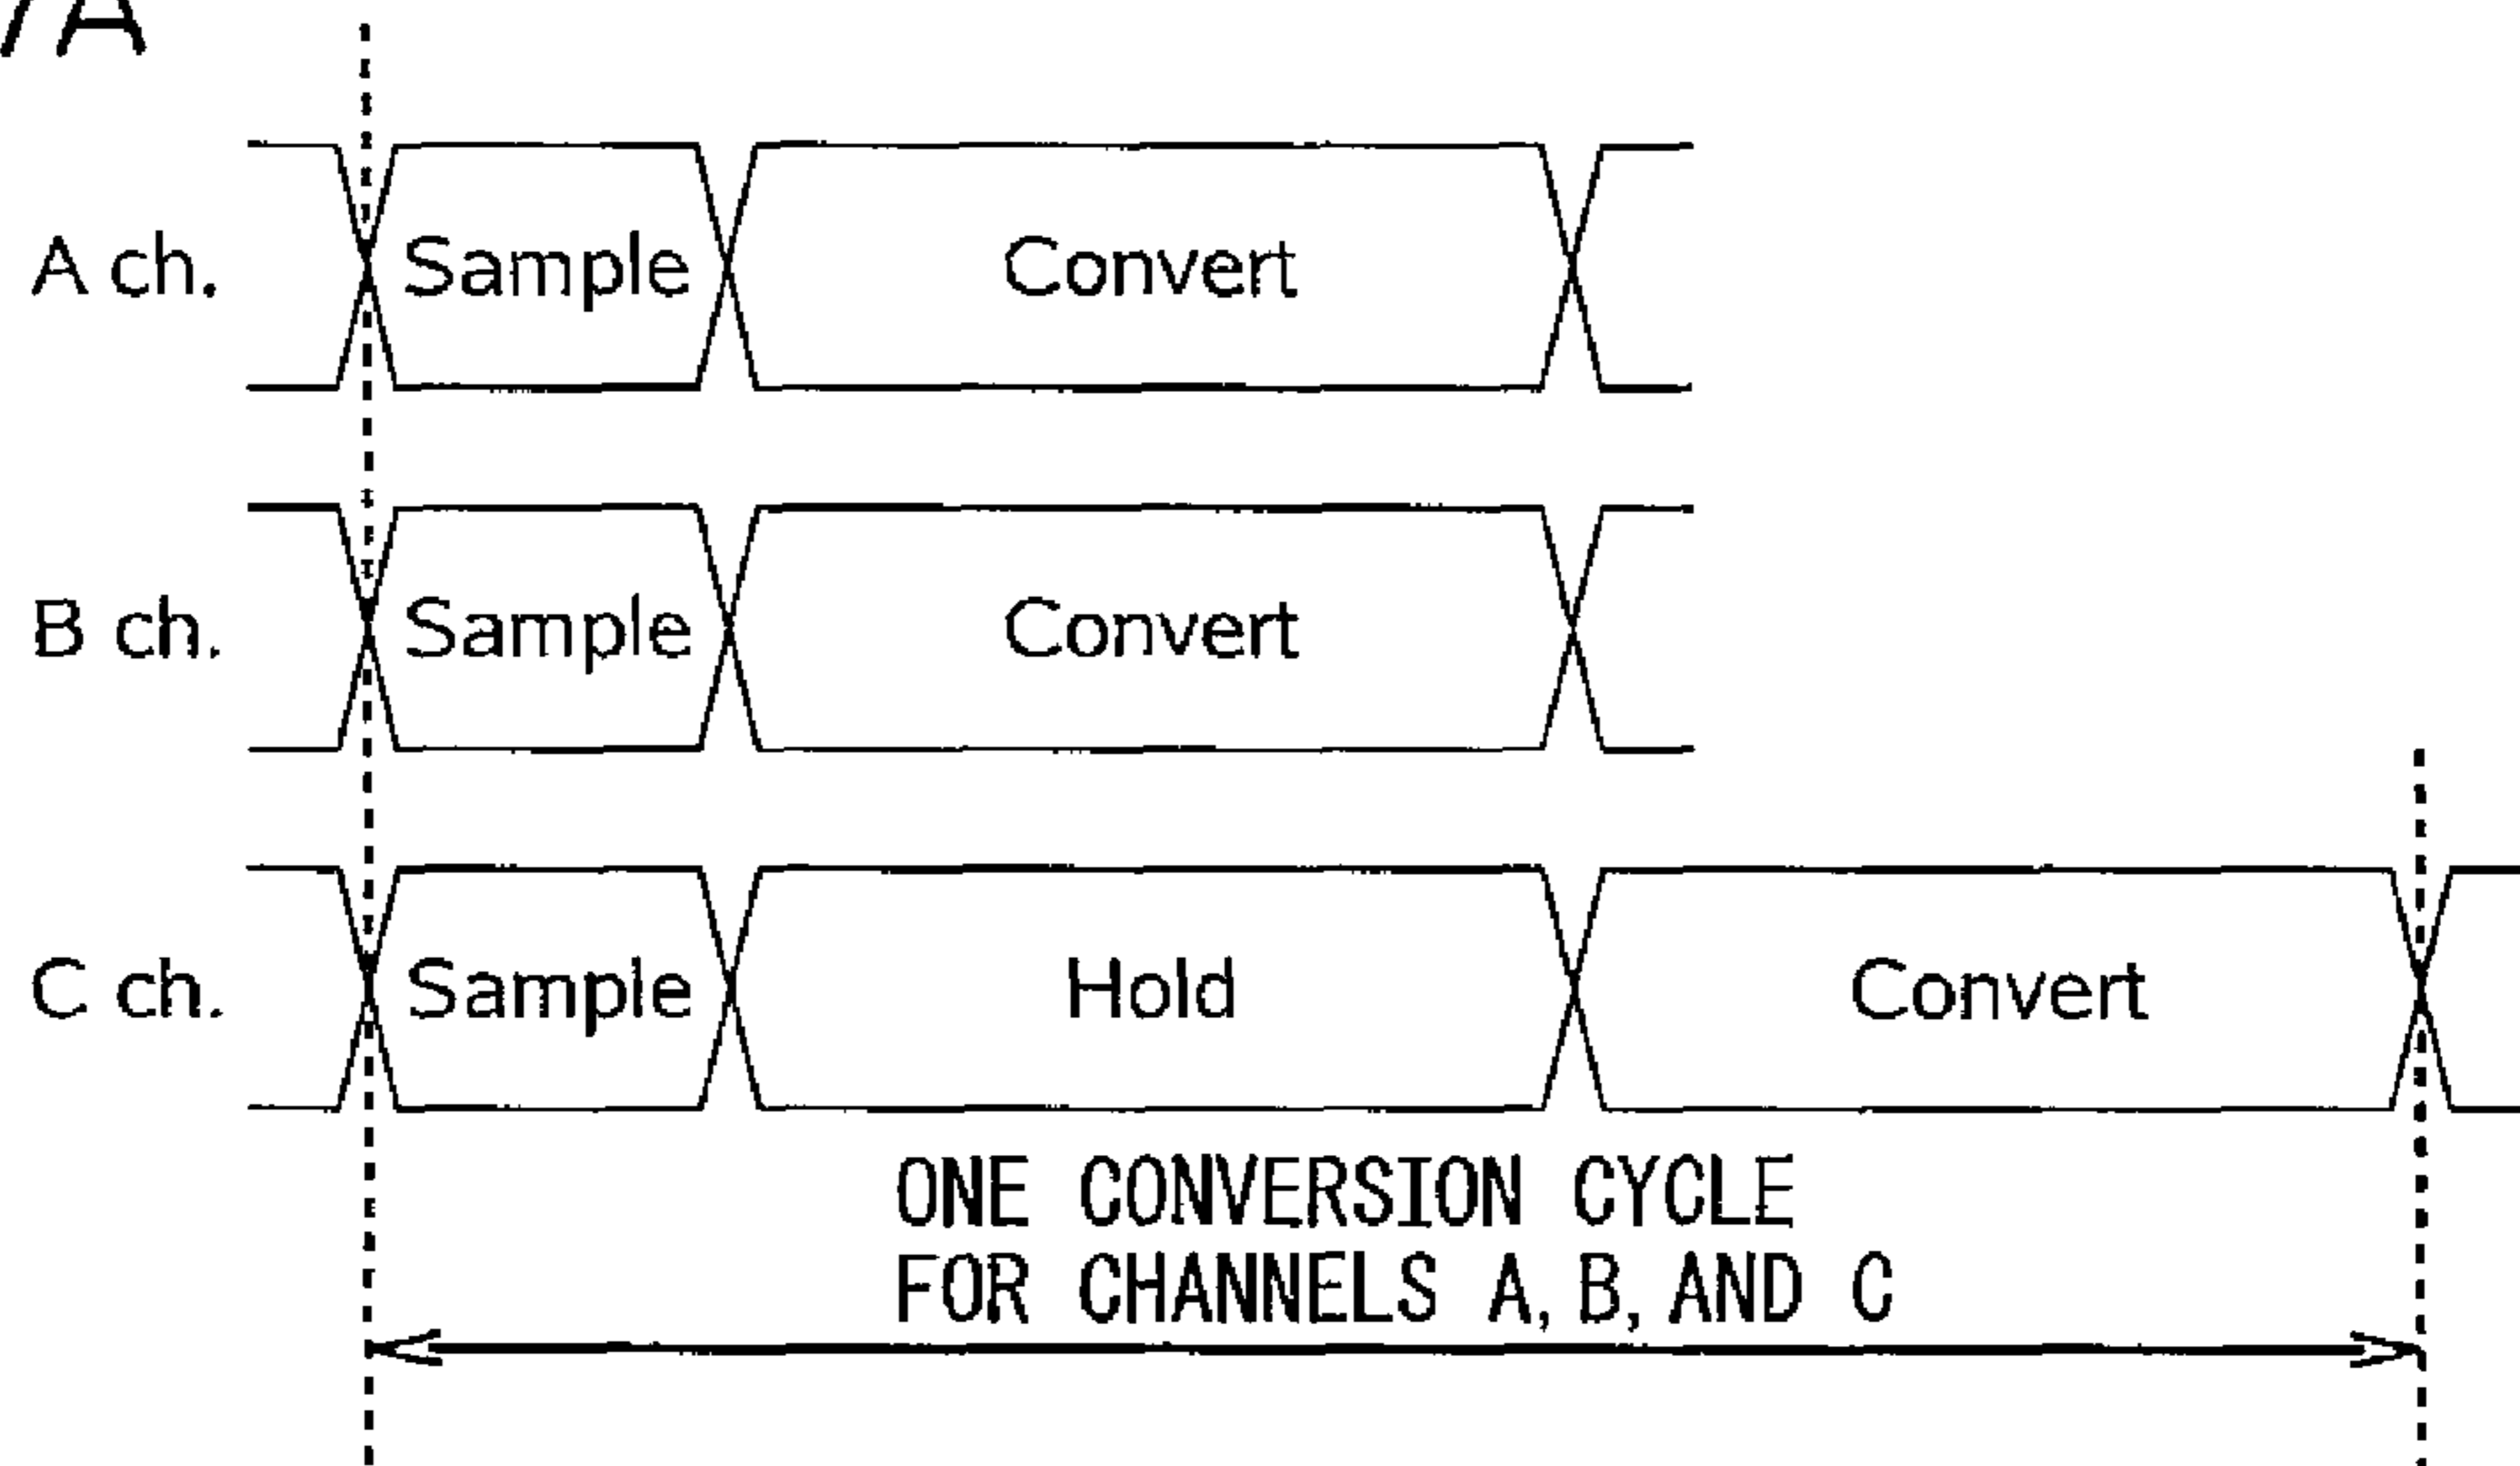 7A
A ch. Sample Convert
B ch. Sample Convert
C ch. Sample Hold Convert
ONE CONVERSION CYCLE
FOR CHANNELS A, B, AND C